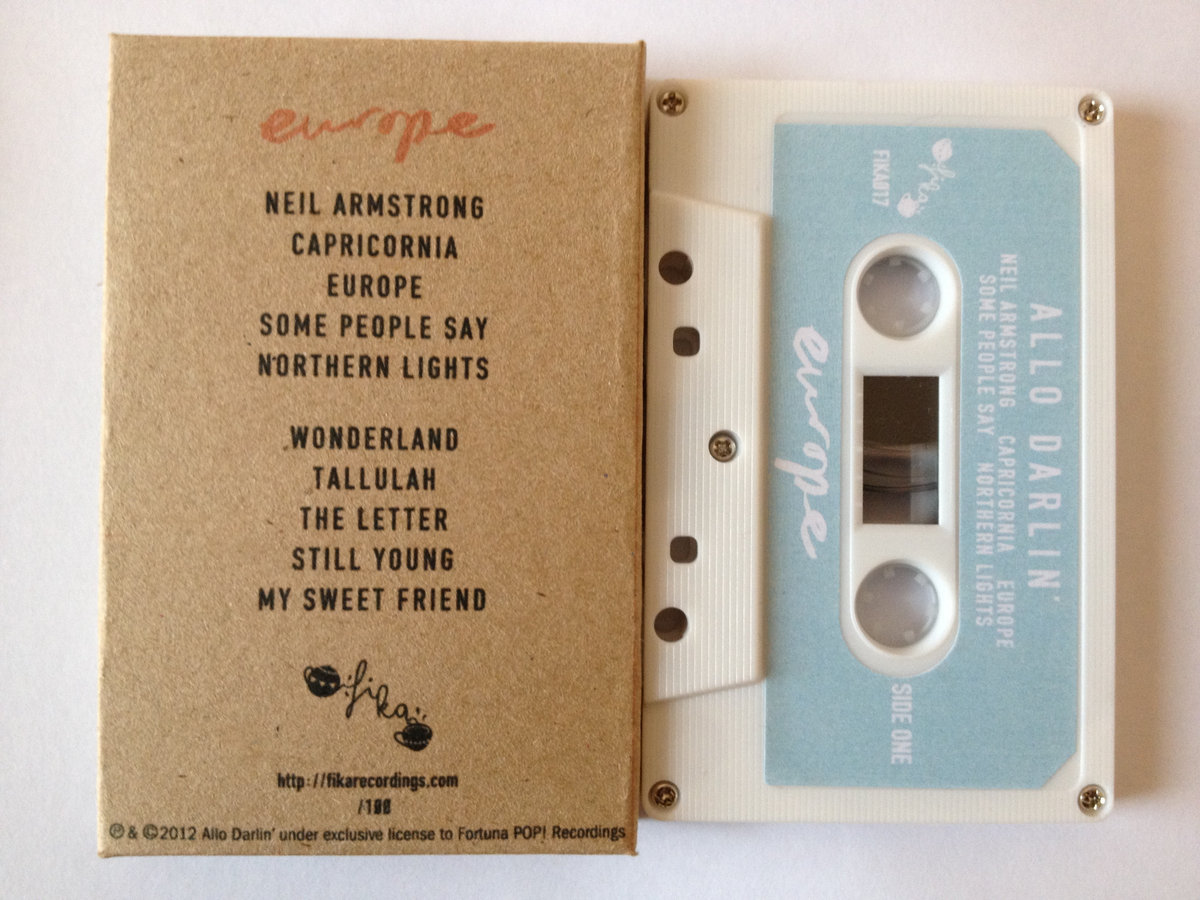 europe
NEIL ARMSTRONG
CAPRICORNIA
EUROPE
SOME PEOPLE SAY
NORTHERN LIGHTS
WONDERLAND
TALLULAH
THE LETTER
STILL YOUNG
MY SWEET FRIEND
fika
http://fikarecordings.com
/100
℗ & ©2012 Allo Darlin' under exclusive license to Fortuna POP! Recordings
ALLO DARLIN'
NEIL ARMSTRONG CAPRICORNIA EUROPE
SOME PEOPLE SAY NORTHERN LIGHTS
fika
FIKA017
SIDE ONE
europe